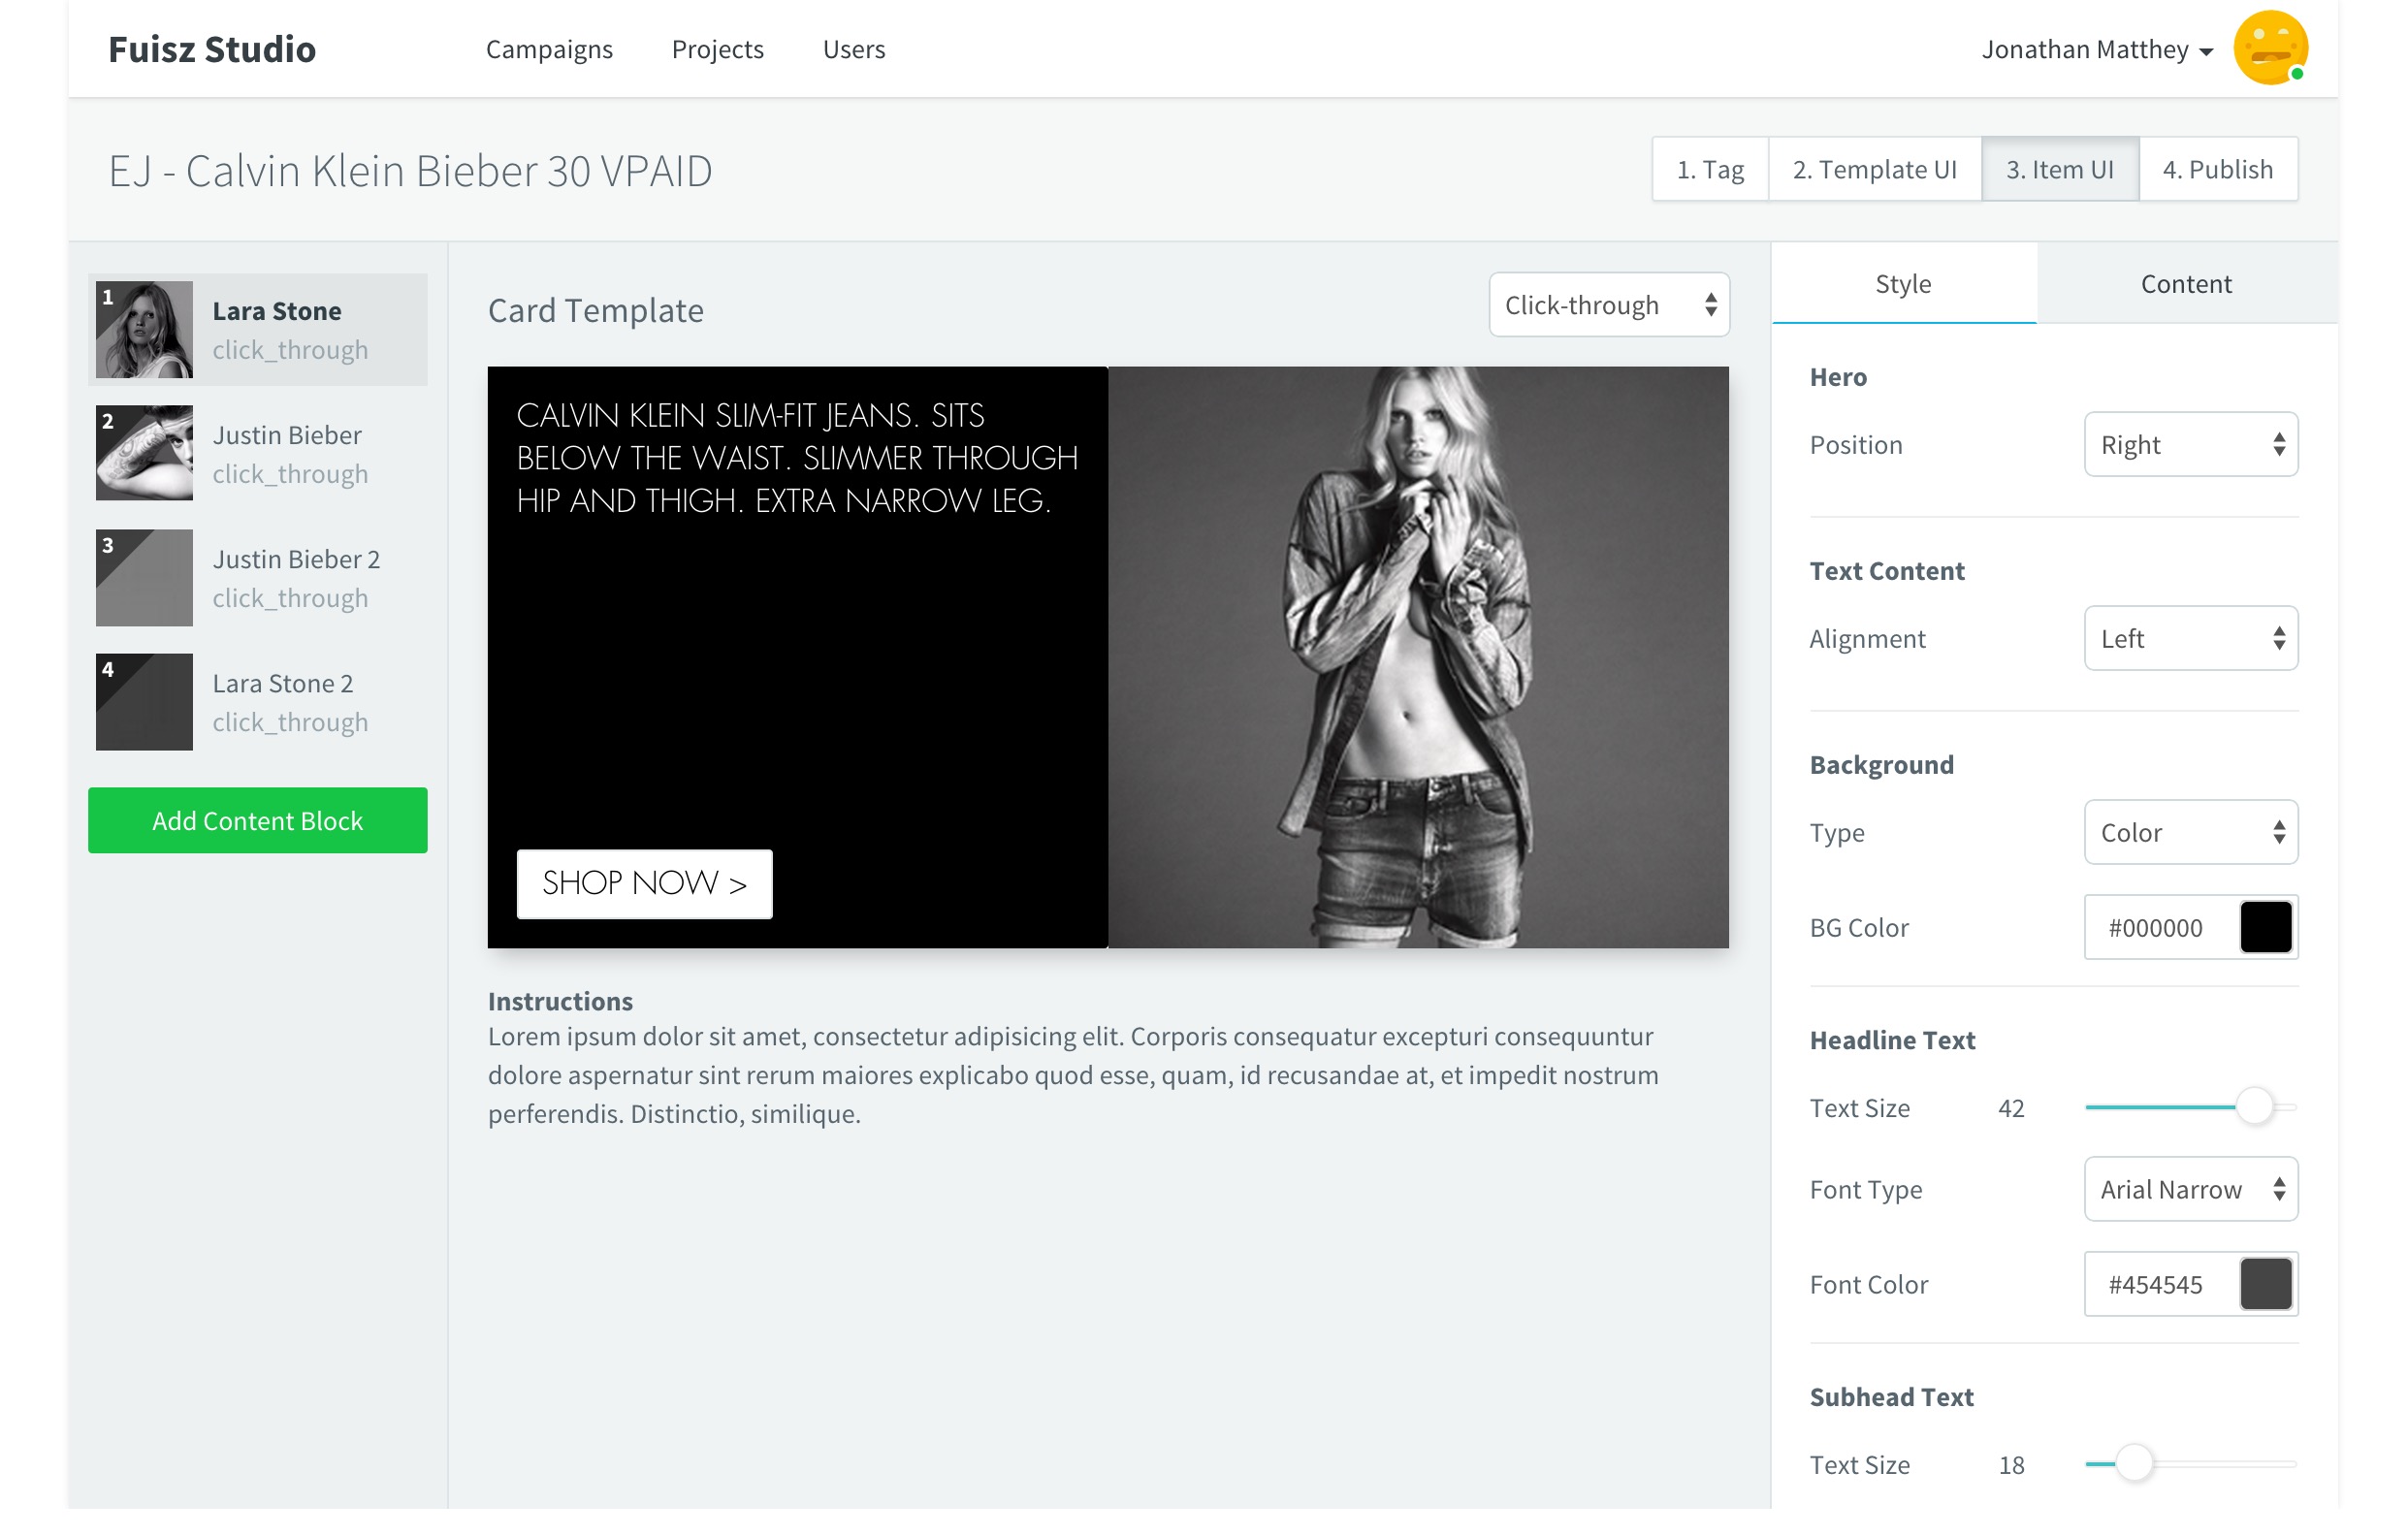 Fuisz Studio
Campaigns
Projects
Users
Jonathan Matthey
EJ - Calvin Klein Bieber 30 VPAID
1. Tag
2. Template UI
3. Item UI
4. Publish
1
Lara Stone
click_through
2
Justin Bieber
click_through
3
Justin Bieber 2
click_through
4
Lara Stone 2
click_through
Add Content Block
Card Template
Click-through
CALVIN KLEIN SLIM-FIT JEANS. SITS
BELOW THE WAIST. SLIMMER THROUGH
HIP AND THIGH. EXTRA NARROW LEG.
SHOP NOW >
Instructions
Lorem ipsum dolor sit amet, consectetur adipisicing elit. Corporis consequatur excepturi consequuntur
dolore aspernatur sint rerum maiores explicabo quod esse, quam, id recusandae at, et impedit nostrum
perferendis. Distinctio, similique.
Style
Content
Hero
Position
Right
Text Content
Alignment
Left
Background
Type
Color
BG Color
#000000
Headline Text
Text Size
42
Font Type
Arial Narrow
Font Color
#454545
Subhead Text
Text Size
18